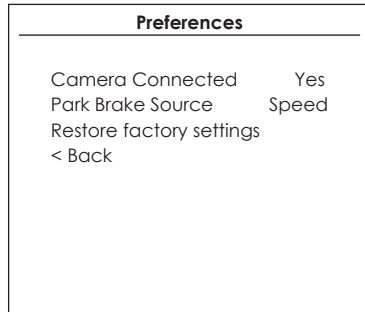 Preferences
Camera Connected Yes
Park Brake Source Speed
Restore factory settings
< Back